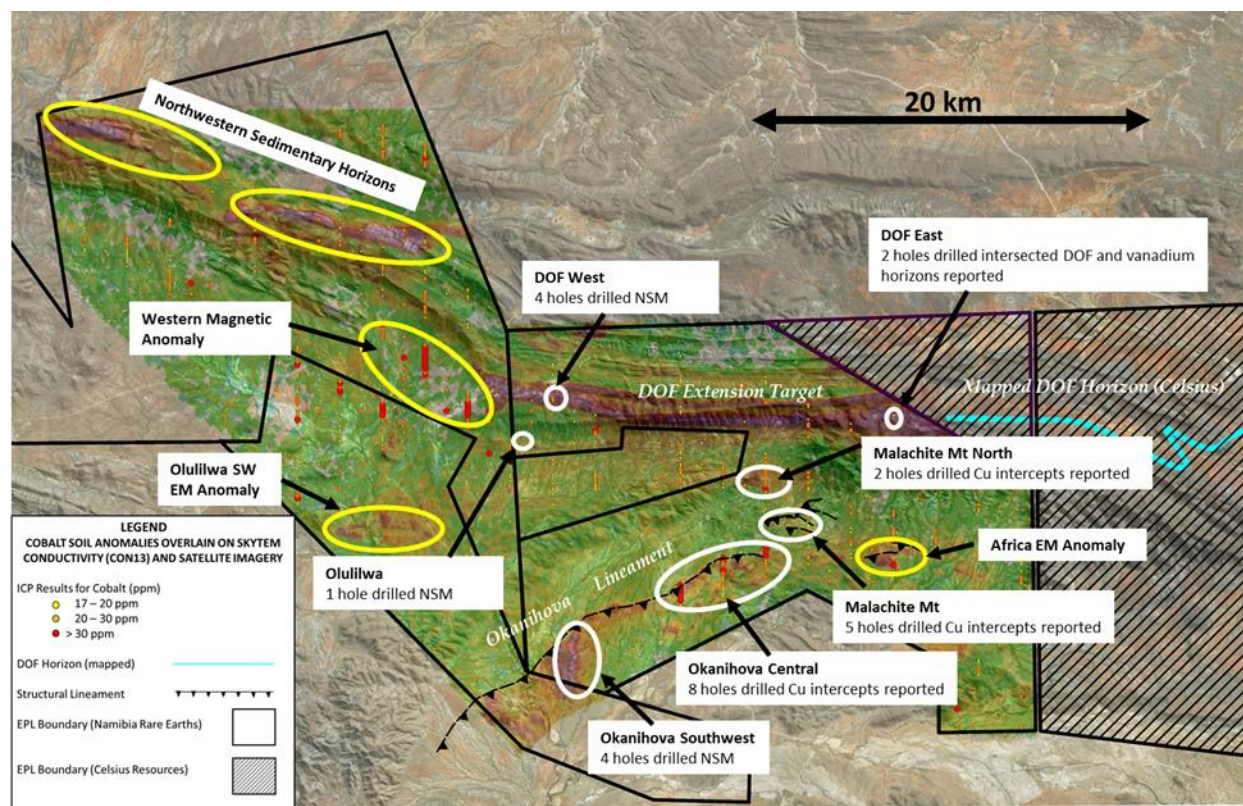 Northwestern Sedimentary Horizons
20 km
DOF East
2 holes drilled intersected DOF and vanadium
horizons reported
DOF West
4 holes drilled NSM
Western Magnetic
Anomaly
DOF Extension Target
Mapped DOF Horizon (Celsius)
Malachite Mt North
2 holes drilled Cu intercepts reported
Olulilwa SW
EM Anomaly
Africa EM Anomaly
Olulilwa
1 hole drilled NSM
Okanihova Lineament
Malachite Mt
5 holes drilled Cu intercepts reported
Okanihova Central
8 holes drilled Cu intercepts reported
Okanihova Southwest
4 holes drilled NSM
LEGEND
COBALT SOIL ANOMALIES OVERLAIN ON SKYTEM
CONDUCTIVITY (CON13) AND SATELLITE IMAGERY
ICP Results for Cobalt (ppm)
17 – 20 ppm
20 – 30 ppm
> 30 ppm
DOF Horizon (mapped)
Structural Lineament
EPL Boundary (Namibia Rare Earths)
EPL Boundary (Celsius Resources)